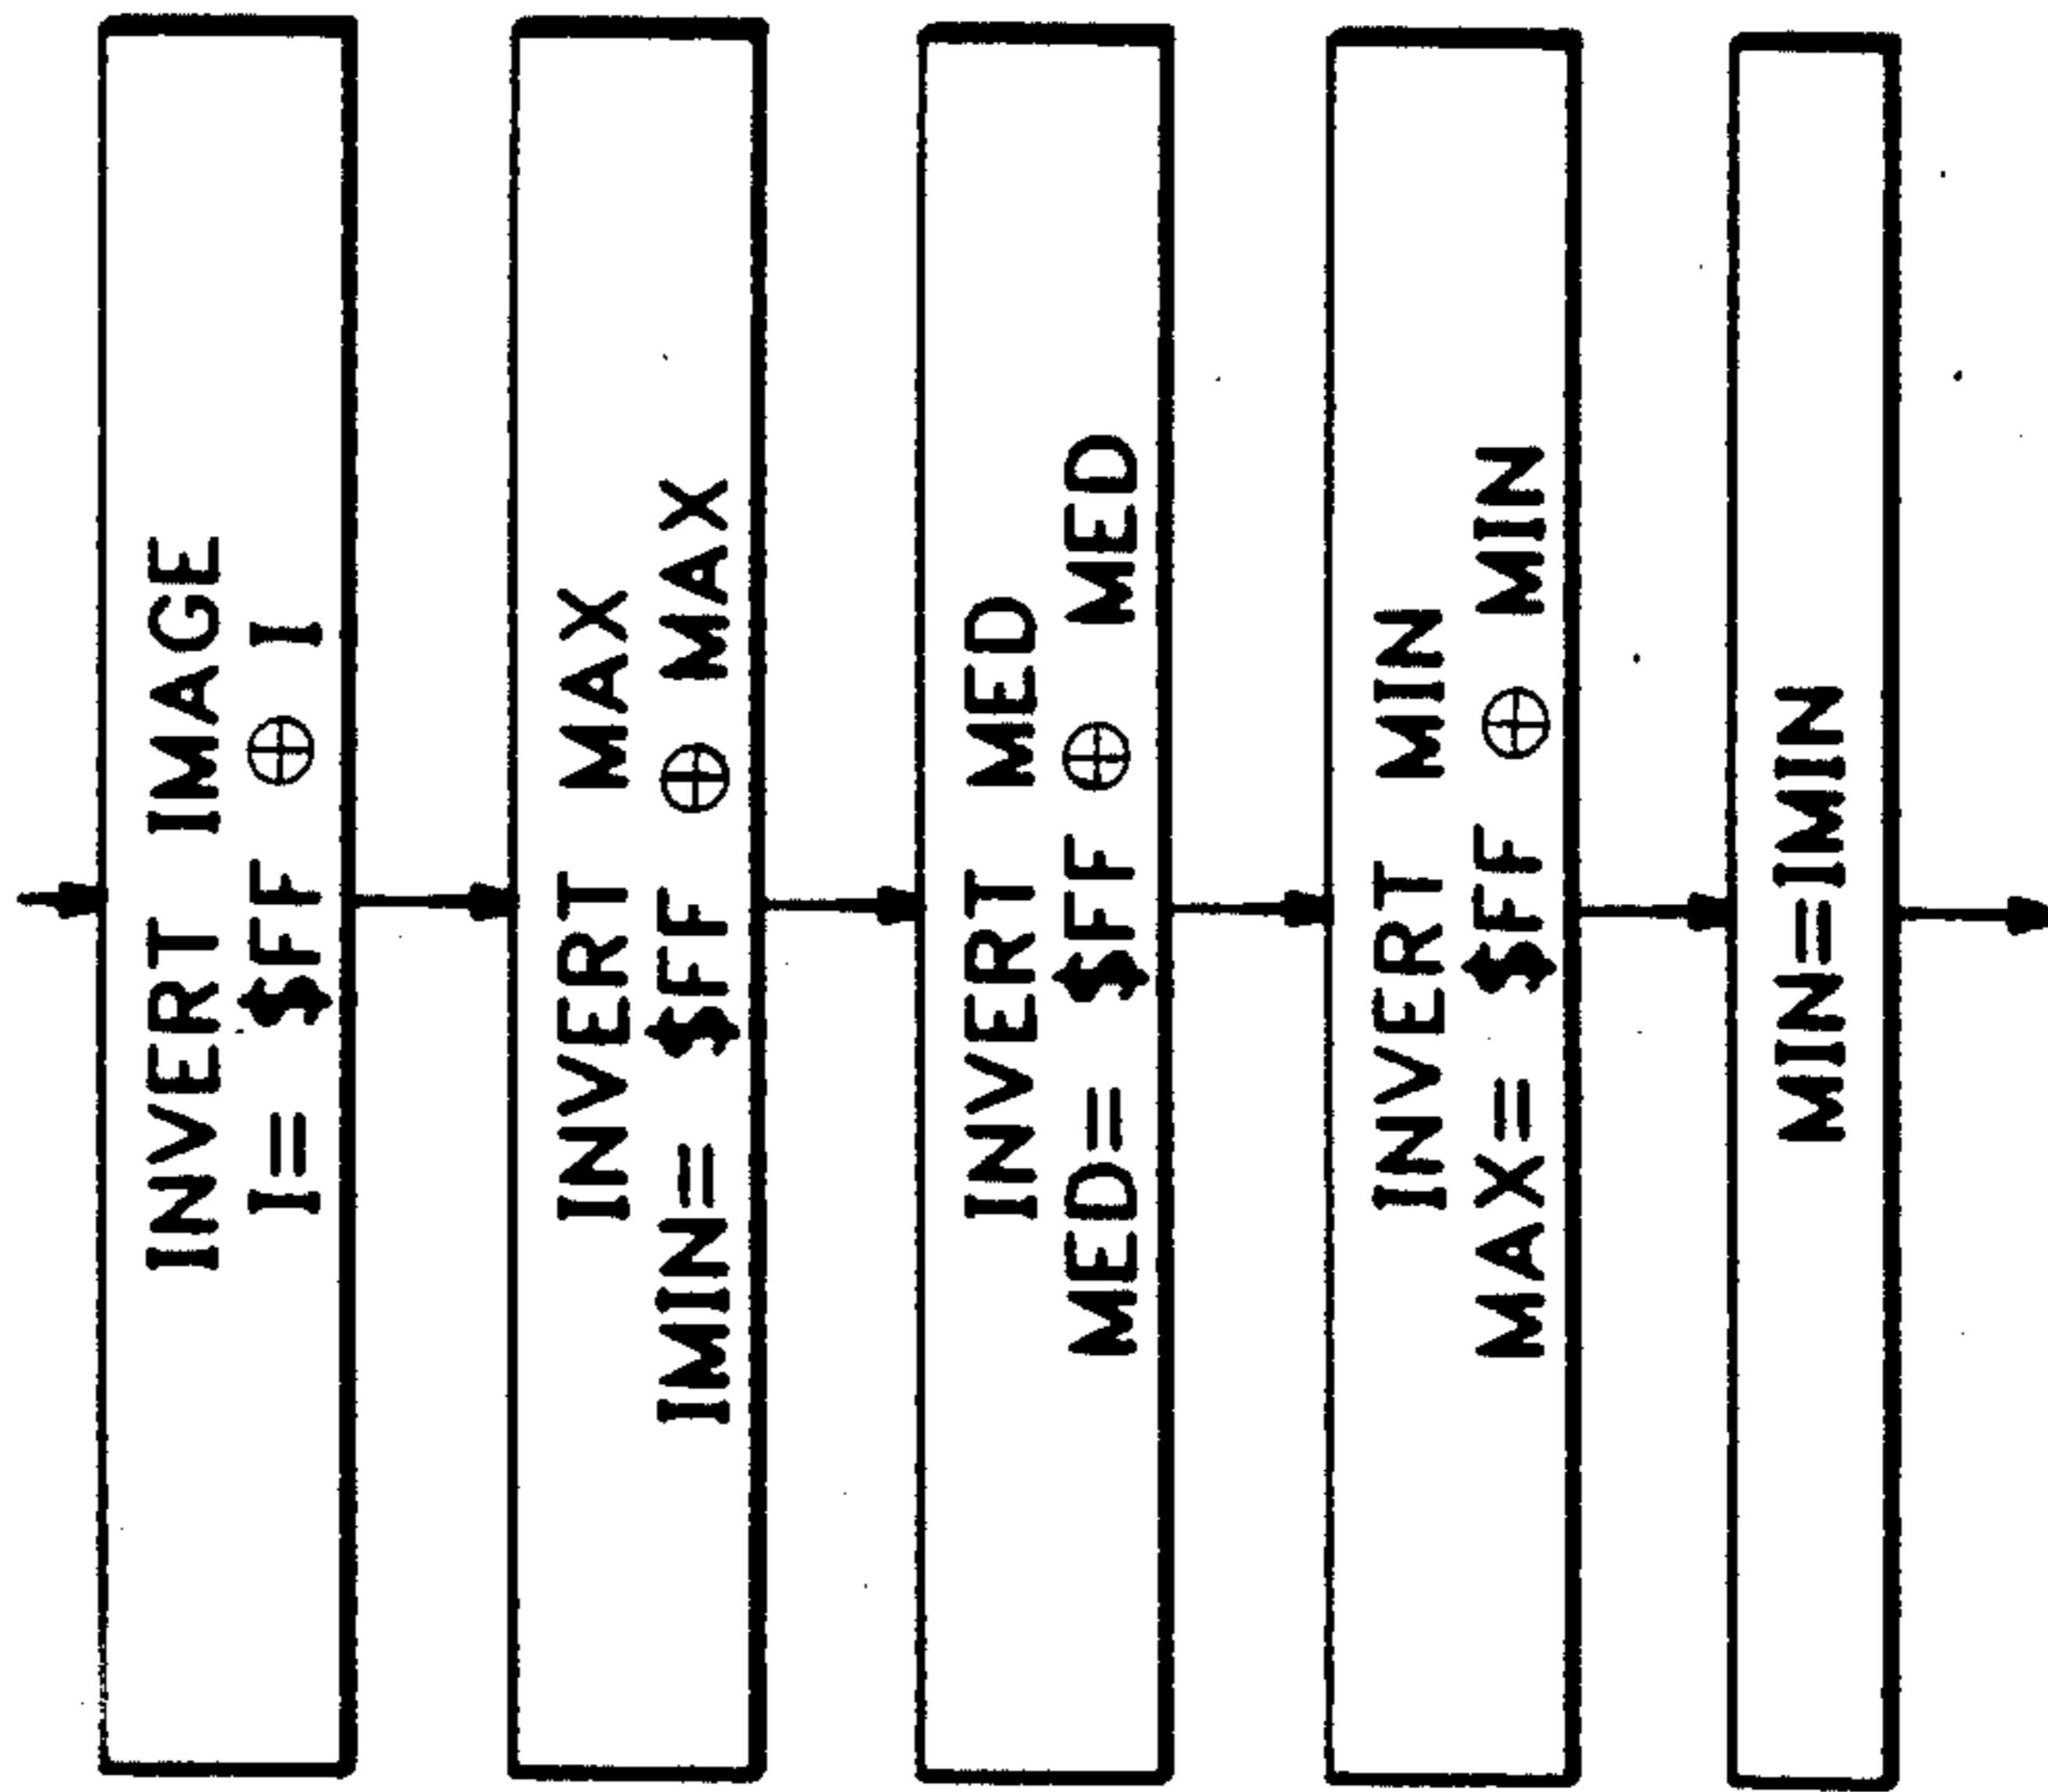 INVERT IMAGE
I= $FF ⊕ I
INVERT MAX
IMIN= $FF ⊕ MAX
INVERT MED
MED= $FF ⊕ MED
INVERT MIN
MAX= $FF ⊕ MIN
MIN=IMIN